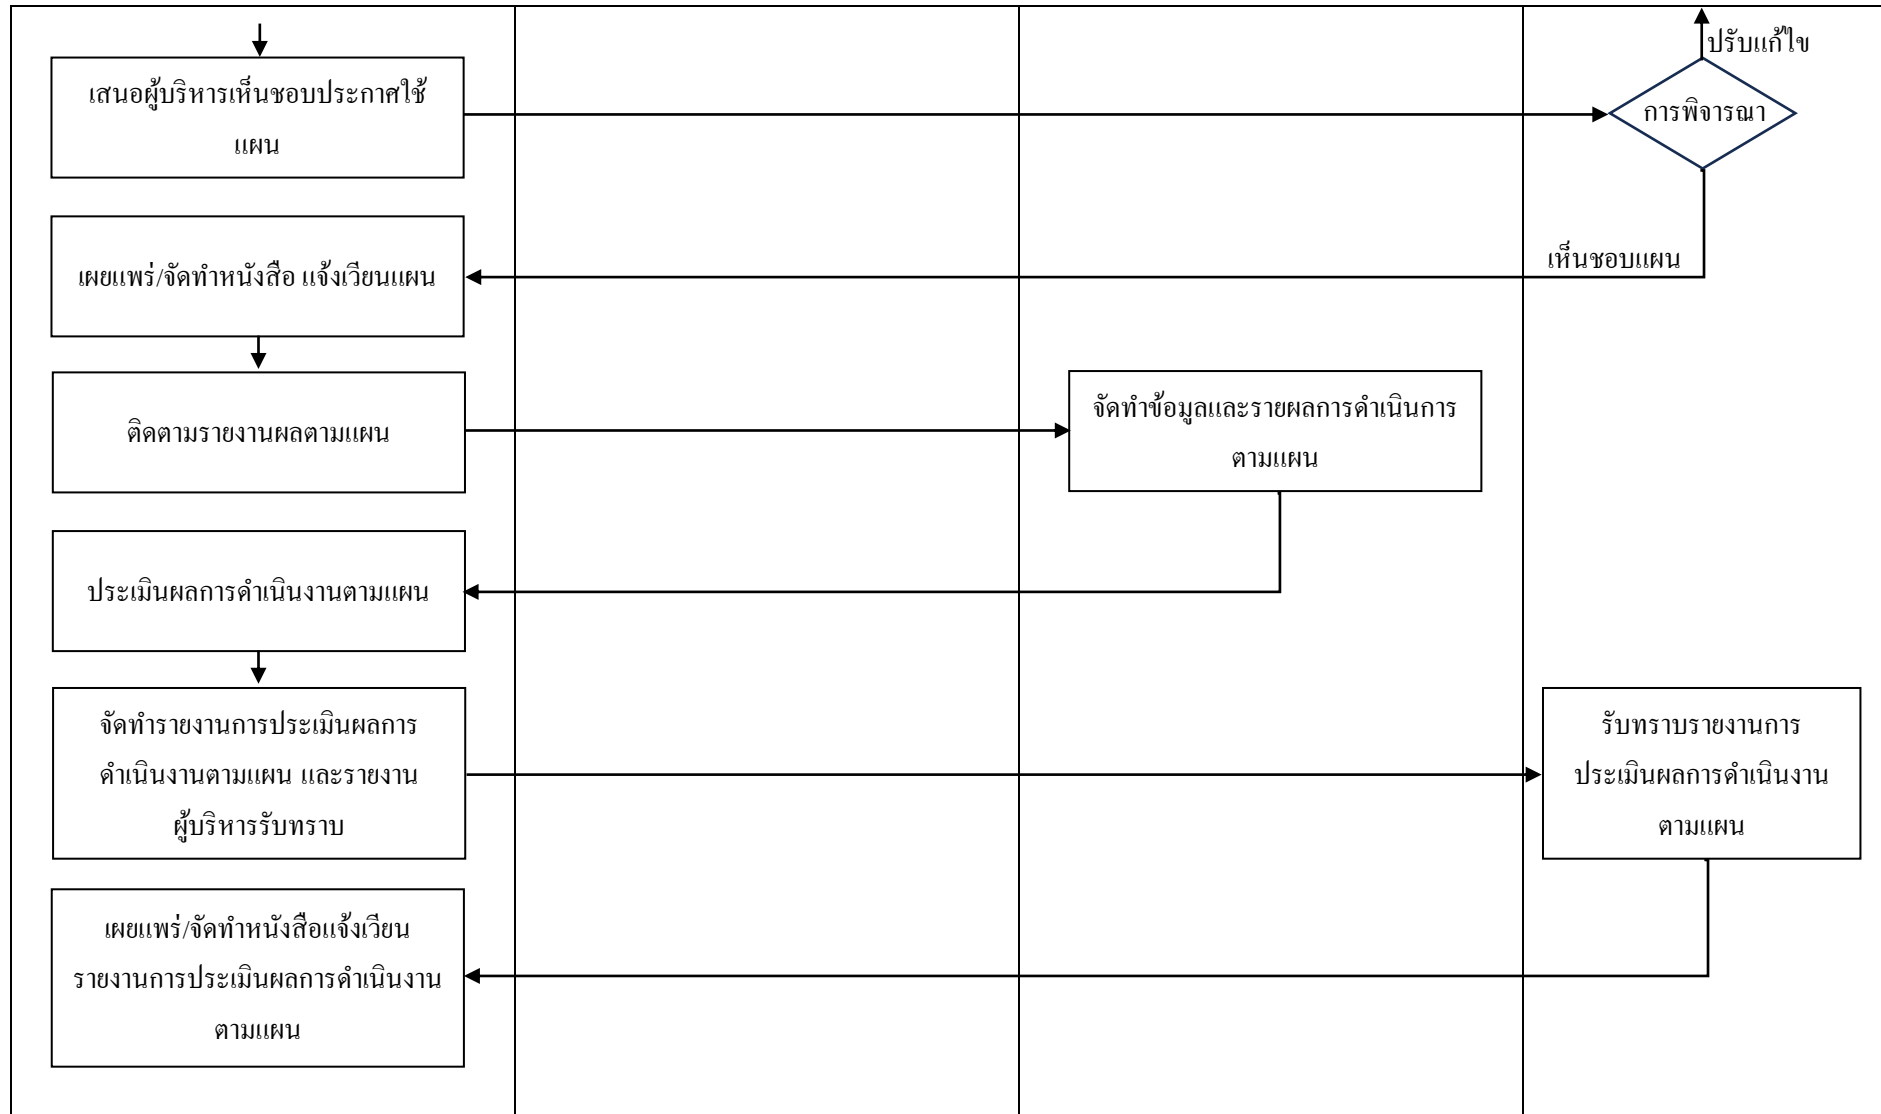 ปรับแก้ไข
เสนอผู้บริหารเห็นชอบประกาศใช้
แผน
การพิจารณา
เผยแพร่/จัดทำหนังสือ แจ้งเวียนแผน
เห็นชอบแผน
ติดตามรายงานผลตามแผน
จัดทำข้อมูลและรายผลการดำเนินการ
ตามแผน
ประเมินผลการดำเนินงานตามแผน
จัดทำรายงานการประเมินผลการ
ดำเนินงานตามแผน และรายงาน
ผู้บริหารรับทราบ
รับทราบรายงานการ
ประเมินผลการดำเนินงาน
ตามแผน
เผยแพร่/จัดทำหนังสือแจ้งเวียน
รายงานการประเมินผลการดำเนินงาน
ตามแผน